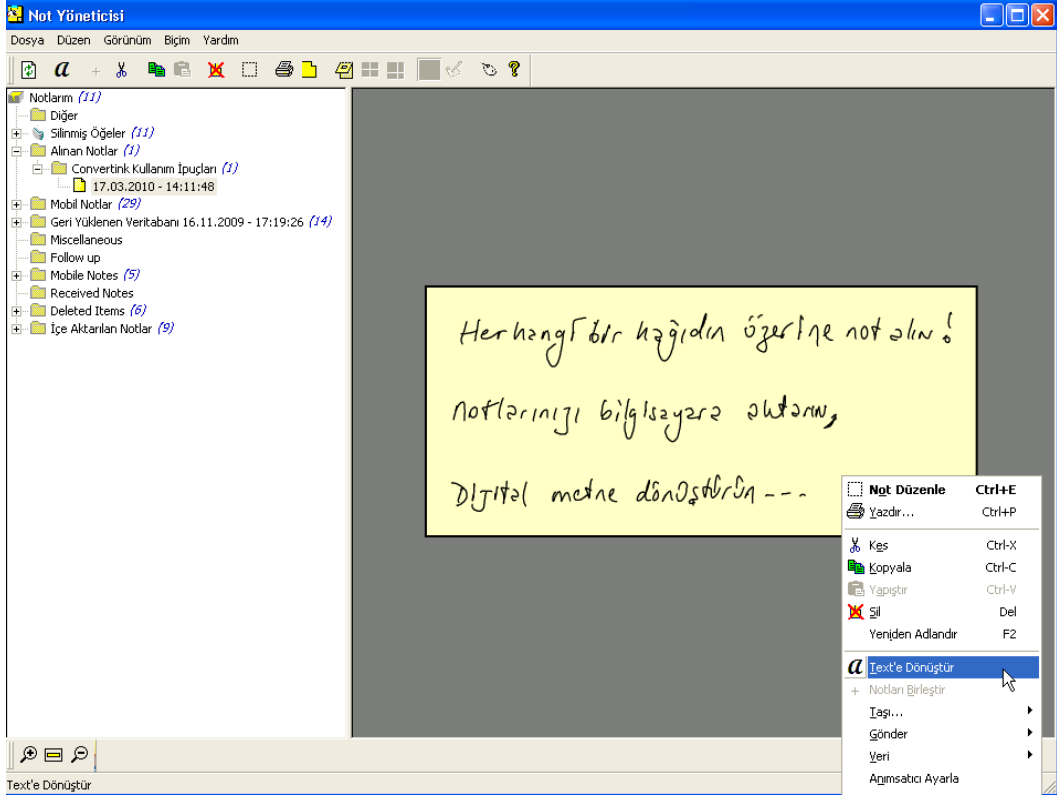 Not Yöneticisi
Dosya Düzen Görünüm Biçim Yardım
Notlarım (11)
Diğer
Silinmiş Öğeler (11)
Alınan Notlar (1)
Convertink Kullanım İpuçları (1)
17.03.2010 - 14:11:48
Mobil Notlar (29)
Geri Yüklenen Veritabanı 16.11.2009 - 17:19:26 (14)
Miscellaneous
Follow up
Mobile Notes (5)
Received Notes
Deleted Items (6)
İçe Aktarılan Notlar (9)
Herhangi bir kağıdın üzerine not alın!
Notlarınızı bilgisayara aktarın,
Dijital metne dönüştürün---
Not Düzenle Ctrl+E
Yazdır... Ctrl+P
Kes Ctrl-X
Kopyala Ctrl-C
Yapıştır Ctrl-V
Sil Del
Yeniden Adlandır F2
Text'e Dönüştür
Notları Birleştir
Taşı...
Gönder
Veri
Anımsatıcı Ayarla
Text'e Dönüştür